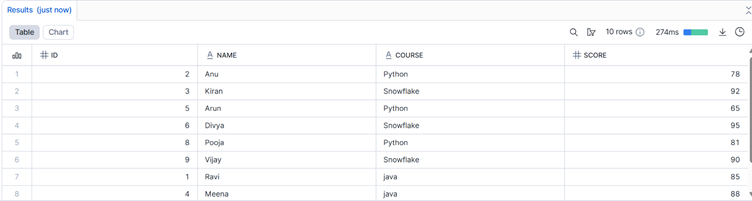 Results (just now)
Table Chart 10 rows 274ms
ID NAME COURSE SCORE
1 2 Anu Python 78
2 3 Kiran Snowflake 92
3 5 Arun Python 65
4 6 Divya Snowflake 95
5 8 Pooja Python 81
6 9 Vijay Snowflake 90
7 1 Ravi java 85
8 4 Meena java 88